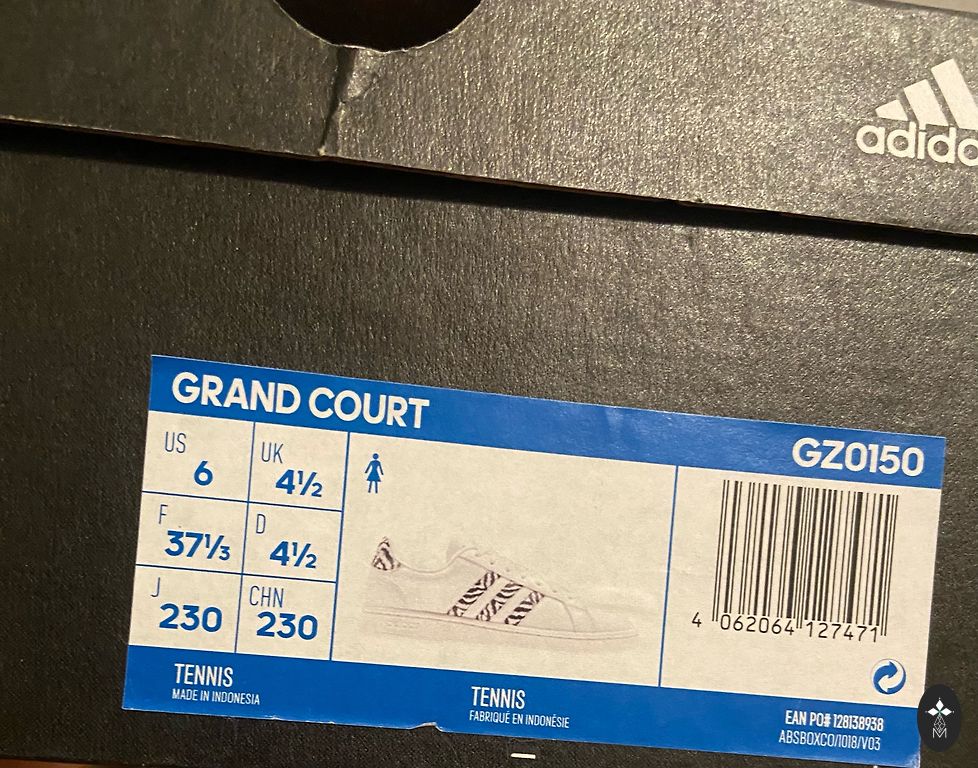 adidas
GRAND COURT
GZ0150
US
6
UK
4½
F
37⅓
D
4½
J
230
CHN
230
4 062064 127471
TENNIS
MADE IN INDONESIA
TENNIS
FABRIQUÉ EN INDONÉSIE
EAN PO# 128138938
ABSBOXCO/1018/V03
M